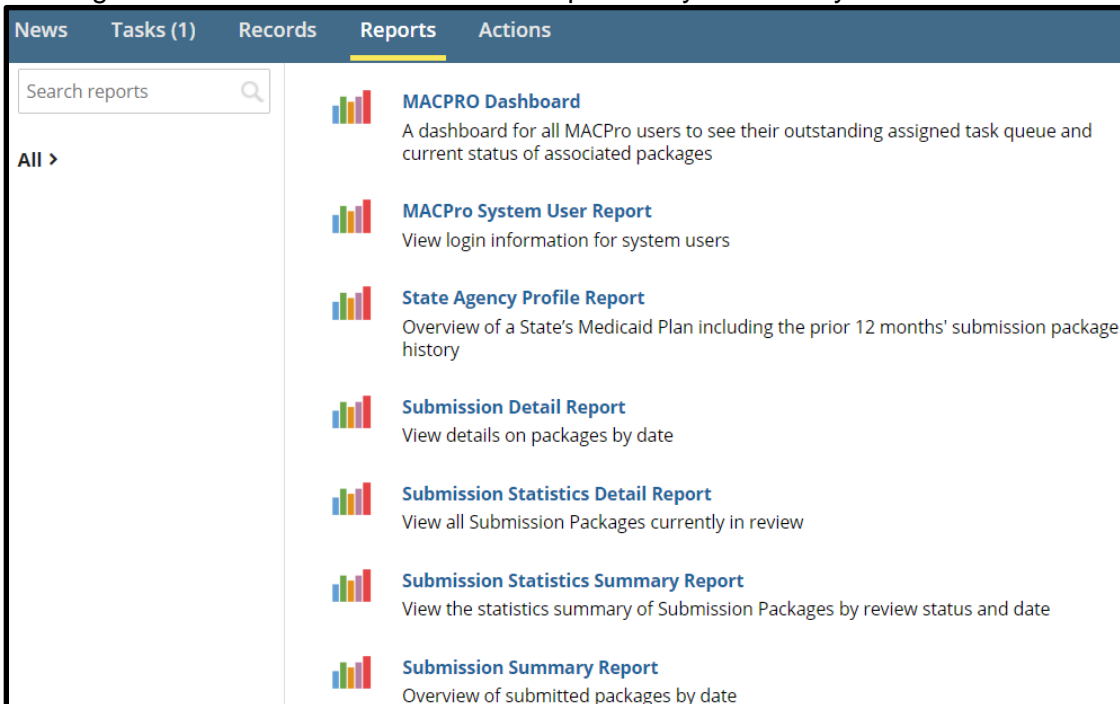 News Tasks (1) Records Reports Actions
Search reports
All >
MACPRO Dashboard
A dashboard for all MACPro users to see their outstanding assigned task queue and
current status of associated packages
MACPro System User Report
View login information for system users
State Agency Profile Report
Overview of a State's Medicaid Plan including the prior 12 months' submission package
history
Submission Detail Report
View details on packages by date
Submission Statistics Detail Report
View all Submission Packages currently in review
Submission Statistics Summary Report
View the statistics summary of Submission Packages by review status and date
Submission Summary Report
Overview of submitted packages by date